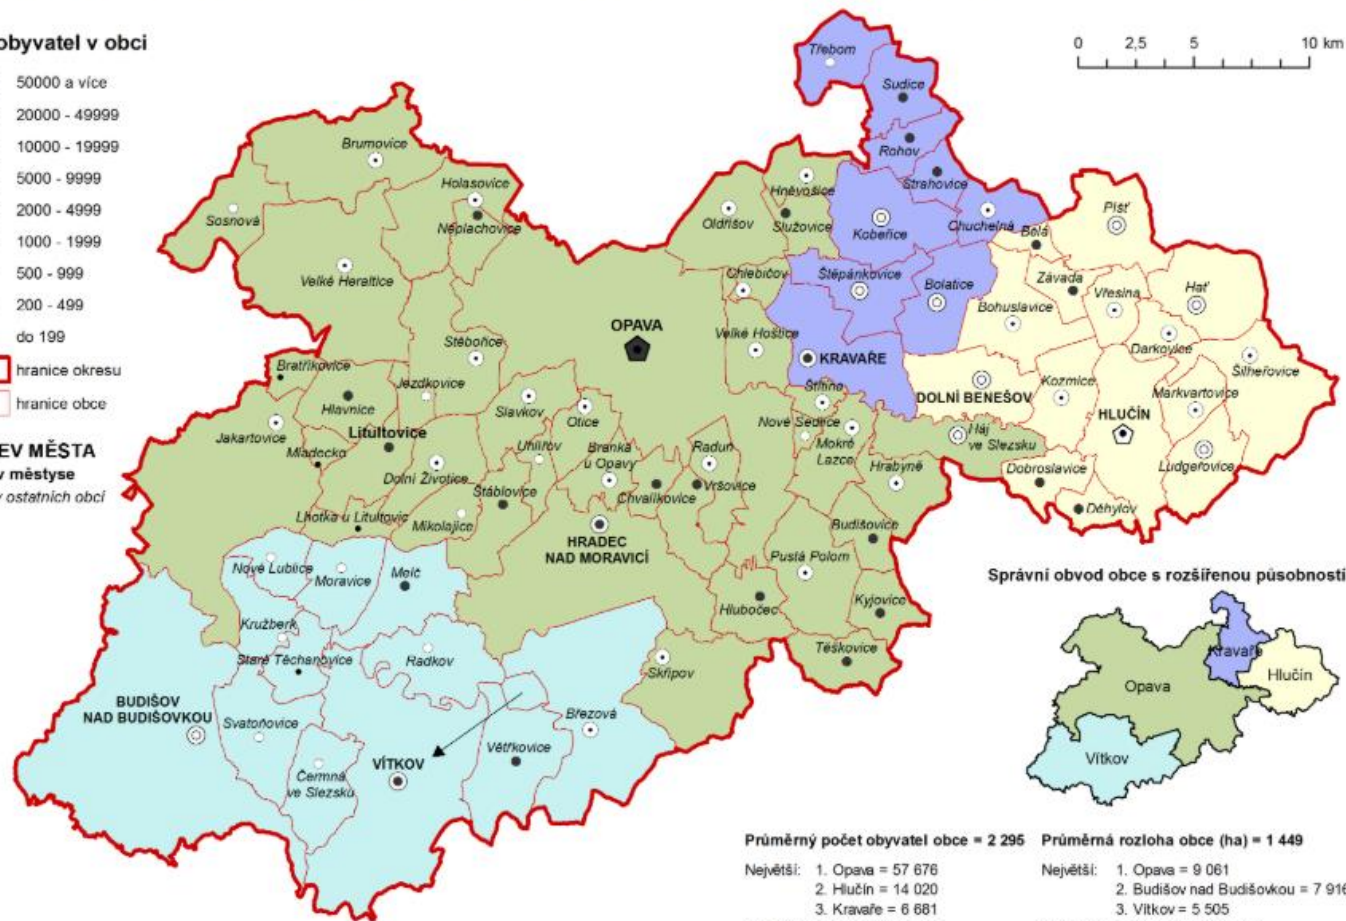 obyvatel v obci
50000 a více
20000 - 49999
10000 - 19999
5000 - 9999
2000 - 4999
1000 - 1999
500 - 999
200 - 499
do 199
hranice okresu
hranice obce
EV MĚSTA
v městyse
v ostatních obcí
0 2,5 5 10 km
Třebom
Sudice
Rohov
Strahovice
Chuchelná
Kobeřice
Štěpánkovice
Bolatice
KRAVAŘE
Brumovice
Sosnová
Holasovice
Neplachovice
Velké Heraltice
Hněvošice
Oldřišov
Služovice
Chlebičov
Velké Hoštice
OPAVA
Stěbořice
Bratříkovice
Jezdkovice
Hlavnice
Jakartovice
Litultovice
Mladecko
Dolní Životice
Lhotka u Litultovic
Mikolajice
Štáblovice
Uhlířov
Slavkov
Otice
Branka
u Opavy
Chvalíkovice
Raduň
Vršovice
HRADEC
NAD MORAVICÍ
Štítina
Nové Sedlice
Mokré
Lazce
Háj
ve Slezsku
Hrabyně
Budišovice
Pustá Polom
Hlubočec
Kyjovice
Těškovice
Skřipov
Píšť
Bělá
Závada
Vřesina
Hať
Bohuslavice
Darkovice
Šilheřovice
DOLNÍ BENEŠOV
Kozmice
Markvartovice
HLUČÍN
Ludgeřovice
Dobroslavice
Děhylov
Nové Lublice
Moravice
Melč
Kružberk
Staré Těchanovice
Radkov
BUDIŠOV
NAD BUDIŠOVKOU
Svatoňovice
Čermná
ve Slezsku
VÍTKOV
Větřkovice
Březová
Správní obvod obce s rozšířenou působností
Kravaře
Opava
Hlučín
Vítkov
Průměrný počet obyvatel obce = 2 295
Největší: 1. Opava = 57 676
2. Hlučín = 14 020
3. Kravaře = 6 681
Průměrná rozloha obce (ha) = 1 449
Největší: 1. Opava = 9 061
2. Budišov nad Budišovkou = 7 916
3. Vítkov = 5 505